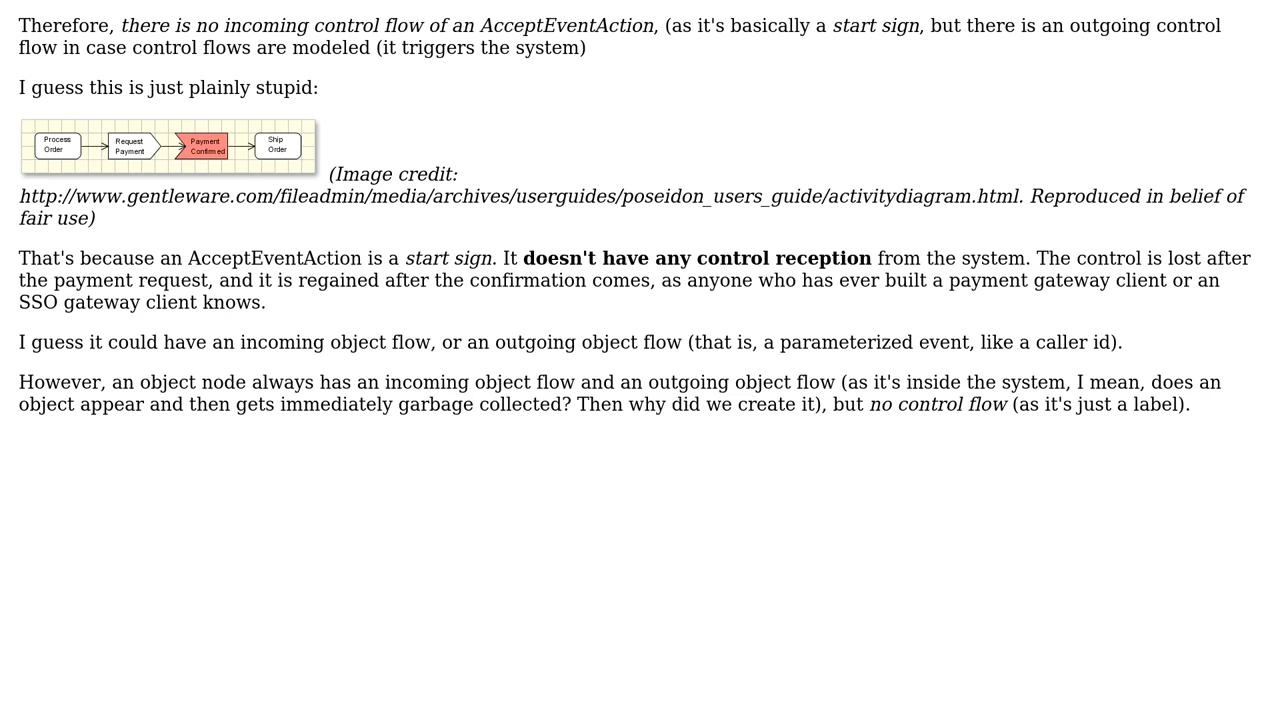 Therefore, there is no incoming control flow of an AcceptEventAction, (as it's basically a start sign, but there is an outgoing control
flow in case control flows are modeled (it triggers the system)
I guess this is just plainly stupid:
Process Order
Request Payment
Payment Confirmed
Ship Order
(Image credit:
http://www.gentleware.com/fileadmin/media/archives/userguides/poseidon_users_guide/activitydiagram.html. Reproduced in belief of
fair use)
That's because an AcceptEventAction is a start sign. It doesn't have any control reception from the system. The control is lost after
the payment request, and it is regained after the confirmation comes, as anyone who has ever built a payment gateway client or an
SSO gateway client knows.
I guess it could have an incoming object flow, or an outgoing object flow (that is, a parameterized event, like a caller id).
However, an object node always has an incoming object flow and an outgoing object flow (as it's inside the system, I mean, does an
object appear and then gets immediately garbage collected? Then why did we create it), but no control flow (as it's just a label).